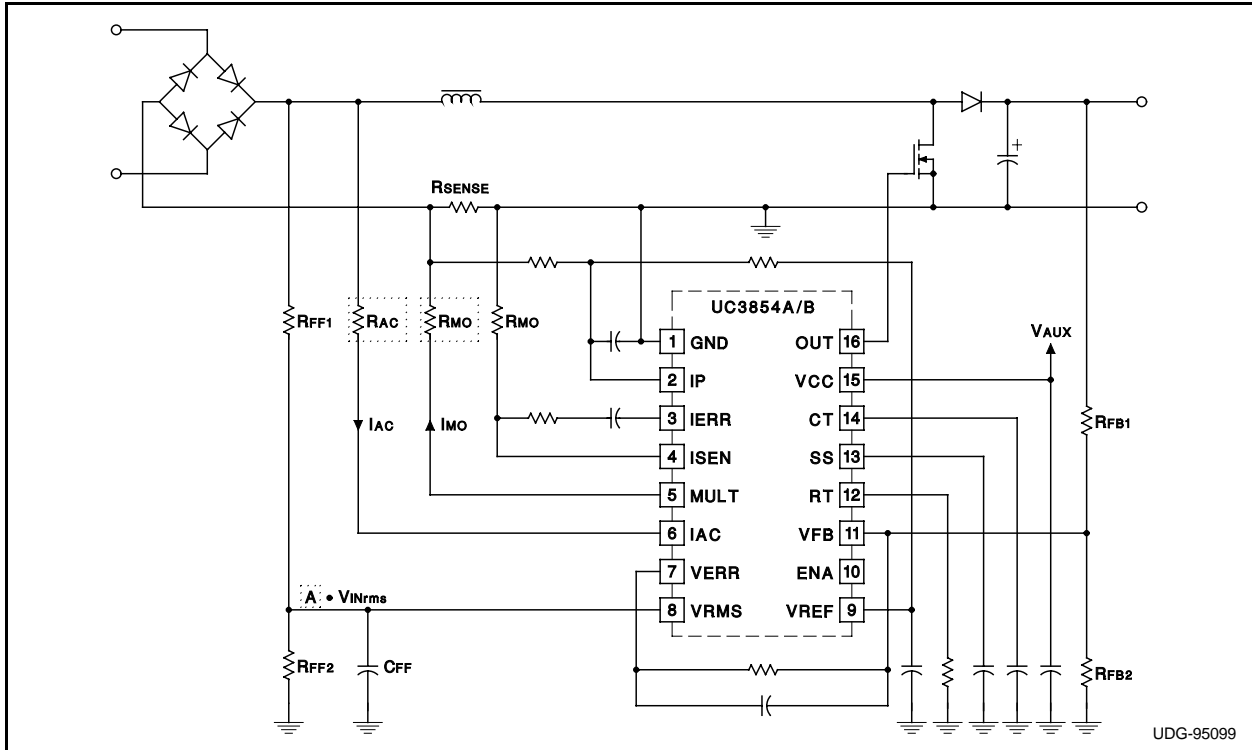 RSENSE
UC3854A/B
RFF1
RAC
RMO
RMO
1 GND
OUT 16
VAUX
2 IP
VCC 15
IAC
IMO
3 IERR
CT 14
RFB1
4 ISEN
SS 13
5 MULT
RT 12
6 IAC
VFB 11
7 VERR
ENA 10
A • VINrms
8 VRMS
VREF 9
RFF2
CFF
RFB2
+
UDG-95099